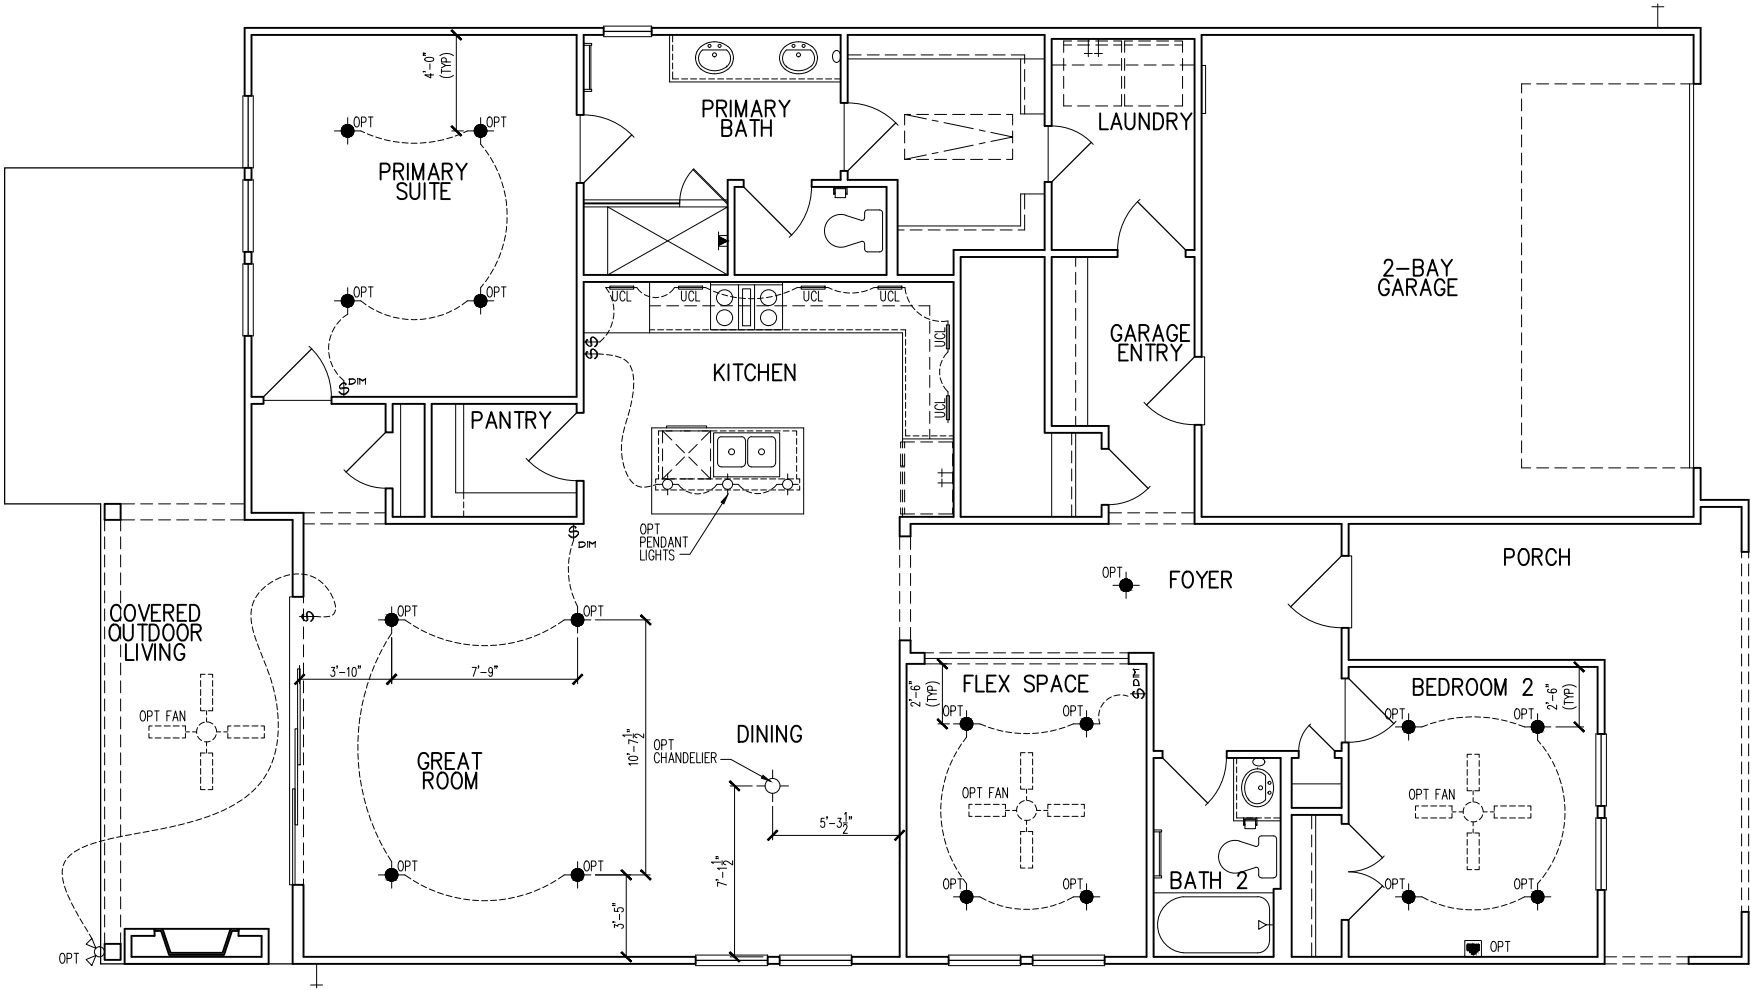 4'-0"
(TYP)
OPT
OPT
PRIMARY
SUITE
OPT
OPT
$DIM
PRIMARY
BATH
LAUNDRY
2-BAY
GARAGE
GARAGE
ENTRY
UCL
UCL
UCL
UCL
UCL
UCL
$$
KITCHEN
PANTRY
OPT
PENDANT
LIGHTS
$DIM
COVERED
OUTDOOR
LIVING
$
OPT FAN
OPT
OPT
OPT
3'-10"
7'-9"
10'-7 1/2"
GREAT
ROOM
OPT
OPT
3'-5"
DINING
OPT
CHANDELIER
5'-3 1/2"
7'-1 1/2"
OPT
FOYER
PORCH
FLEX SPACE
2'-6"
(TYP)
$DIM
OPT
OPT
OPT FAN
OPT
OPT
BATH 2
BEDROOM 2
2'-6"
(TYP)
OPT
OPT
OPT FAN
OPT
OPT
OPT